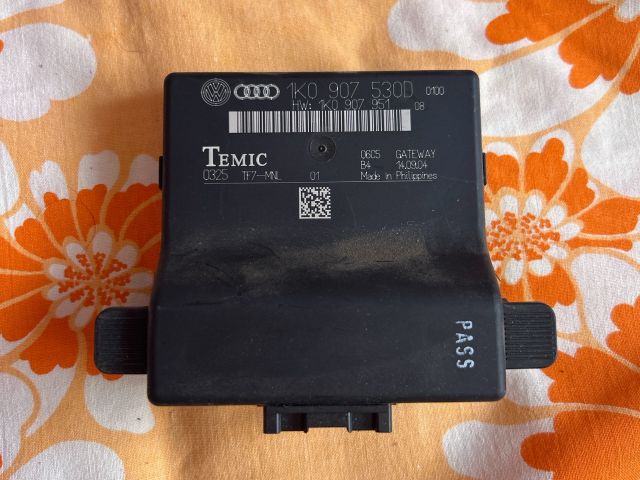 1K0 907 530D 0100
HW: 1K0 907 951 08
TEMIC 0605 GATEWAY
B4 14.09.04
0325 TF7-MNL 01 Made in Philippines
PASS